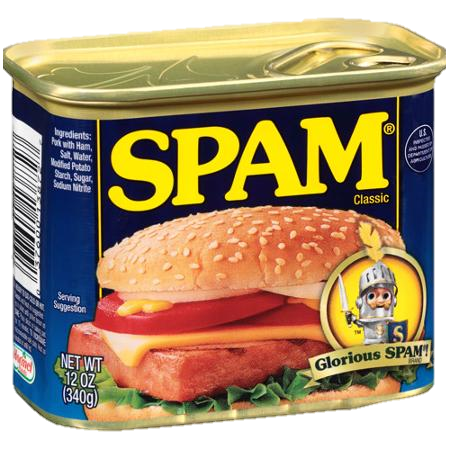 Ingredients:
Pork with Ham,
Salt, Water,
Modified Potato
Starch, Sugar,
Sodium Nitrite
SPAM®
Classic
U.S.
INSPECTED
AND PASSED BY
DEPARTMENT OF
AGRICULTURE
Serving
Suggestion
TM
S
Glorious SPAM®!
BRAND
Hormel
NET WT
12 OZ
(340g)